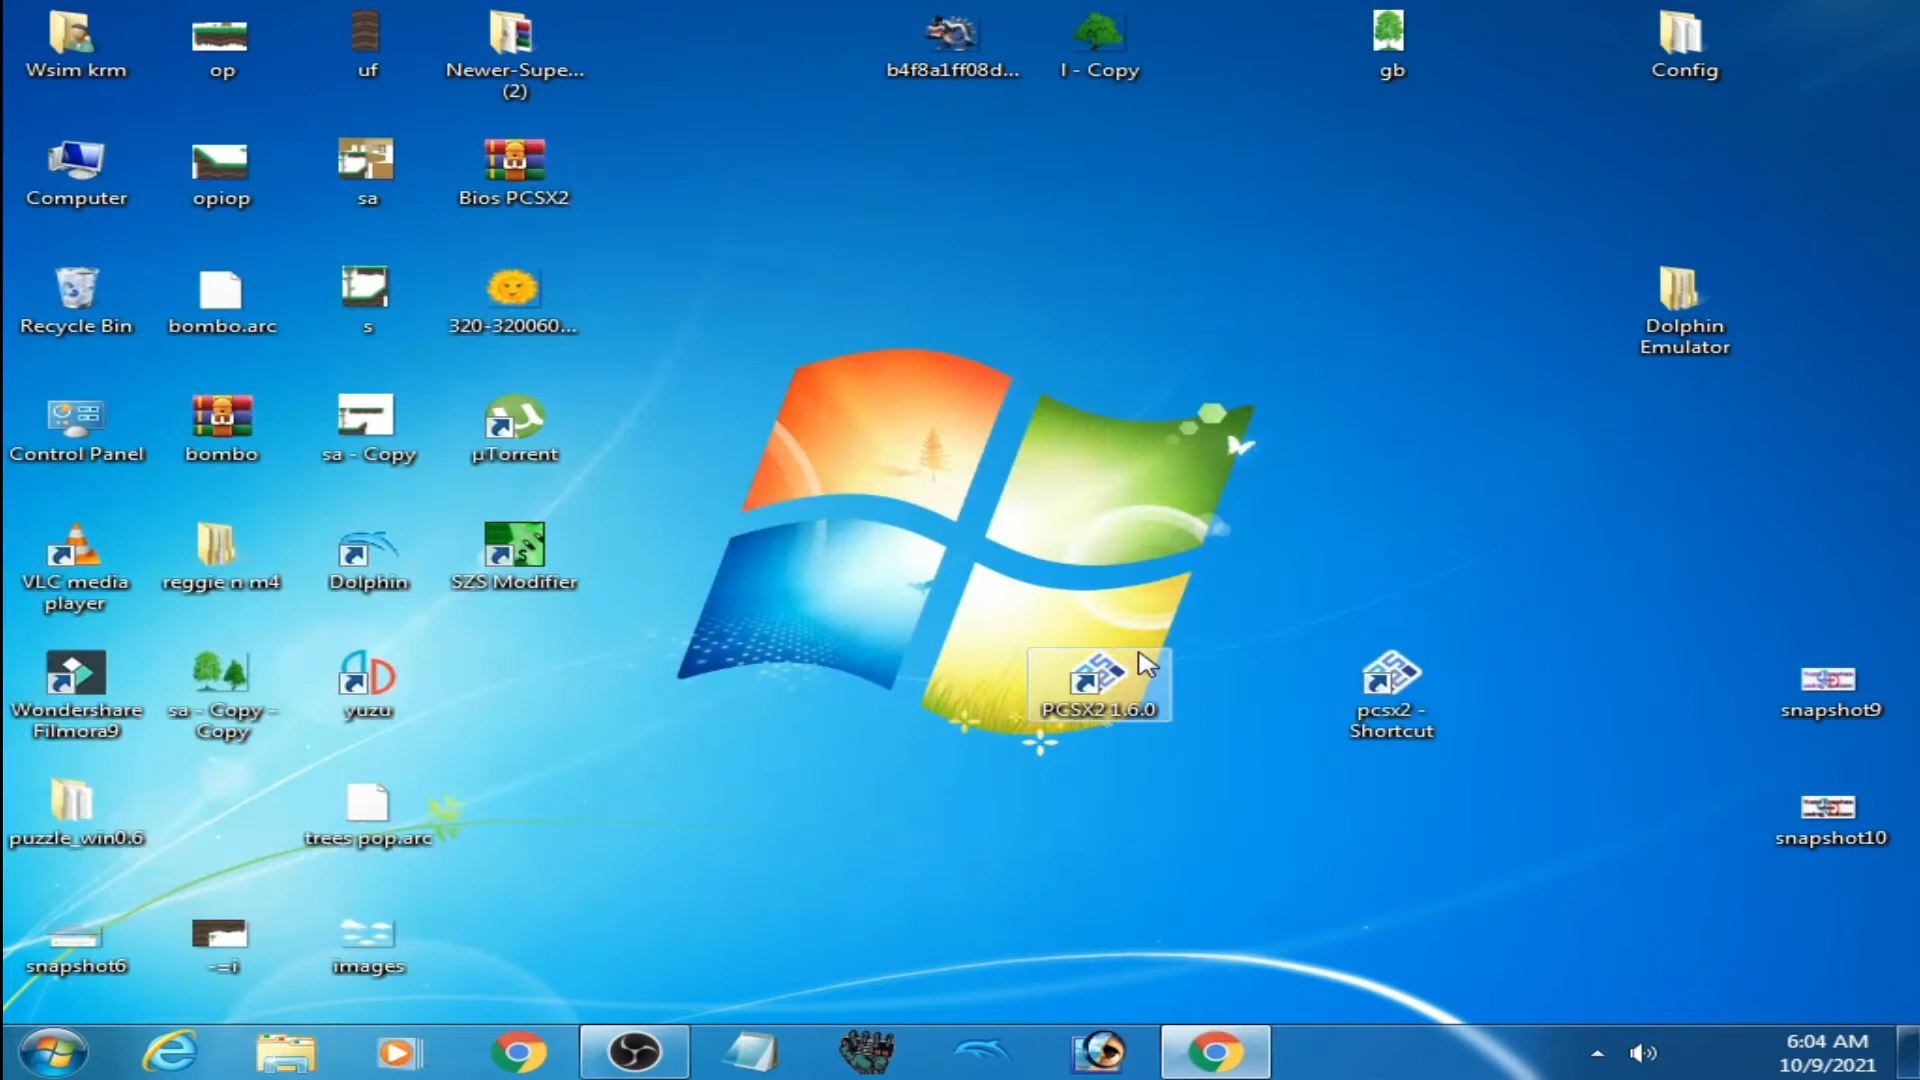 Wsim krm
op
uf
Newer-Supe...
(2)
b4f8a1ff08d...
l - Copy
gb
Config
Computer
opiop
sa
Bios PCSX2
Recycle Bin
bombo.arc
s
320-320060...
Dolphin
Emulator
Control Panel
bombo
sa - Copy
µTorrent
VLC media
player
reggie n m4
Dolphin
SZS Modifier
Wondershare
Filmora9
sa - Copy -
Copy
yuzu
PCSX2 1.6.0
pcsx2 -
Shortcut
snapshot9
puzzle_win0.6
trees pop.arc
snapshot10
snapshot6
-=i
images
6:04 AM
10/9/2021